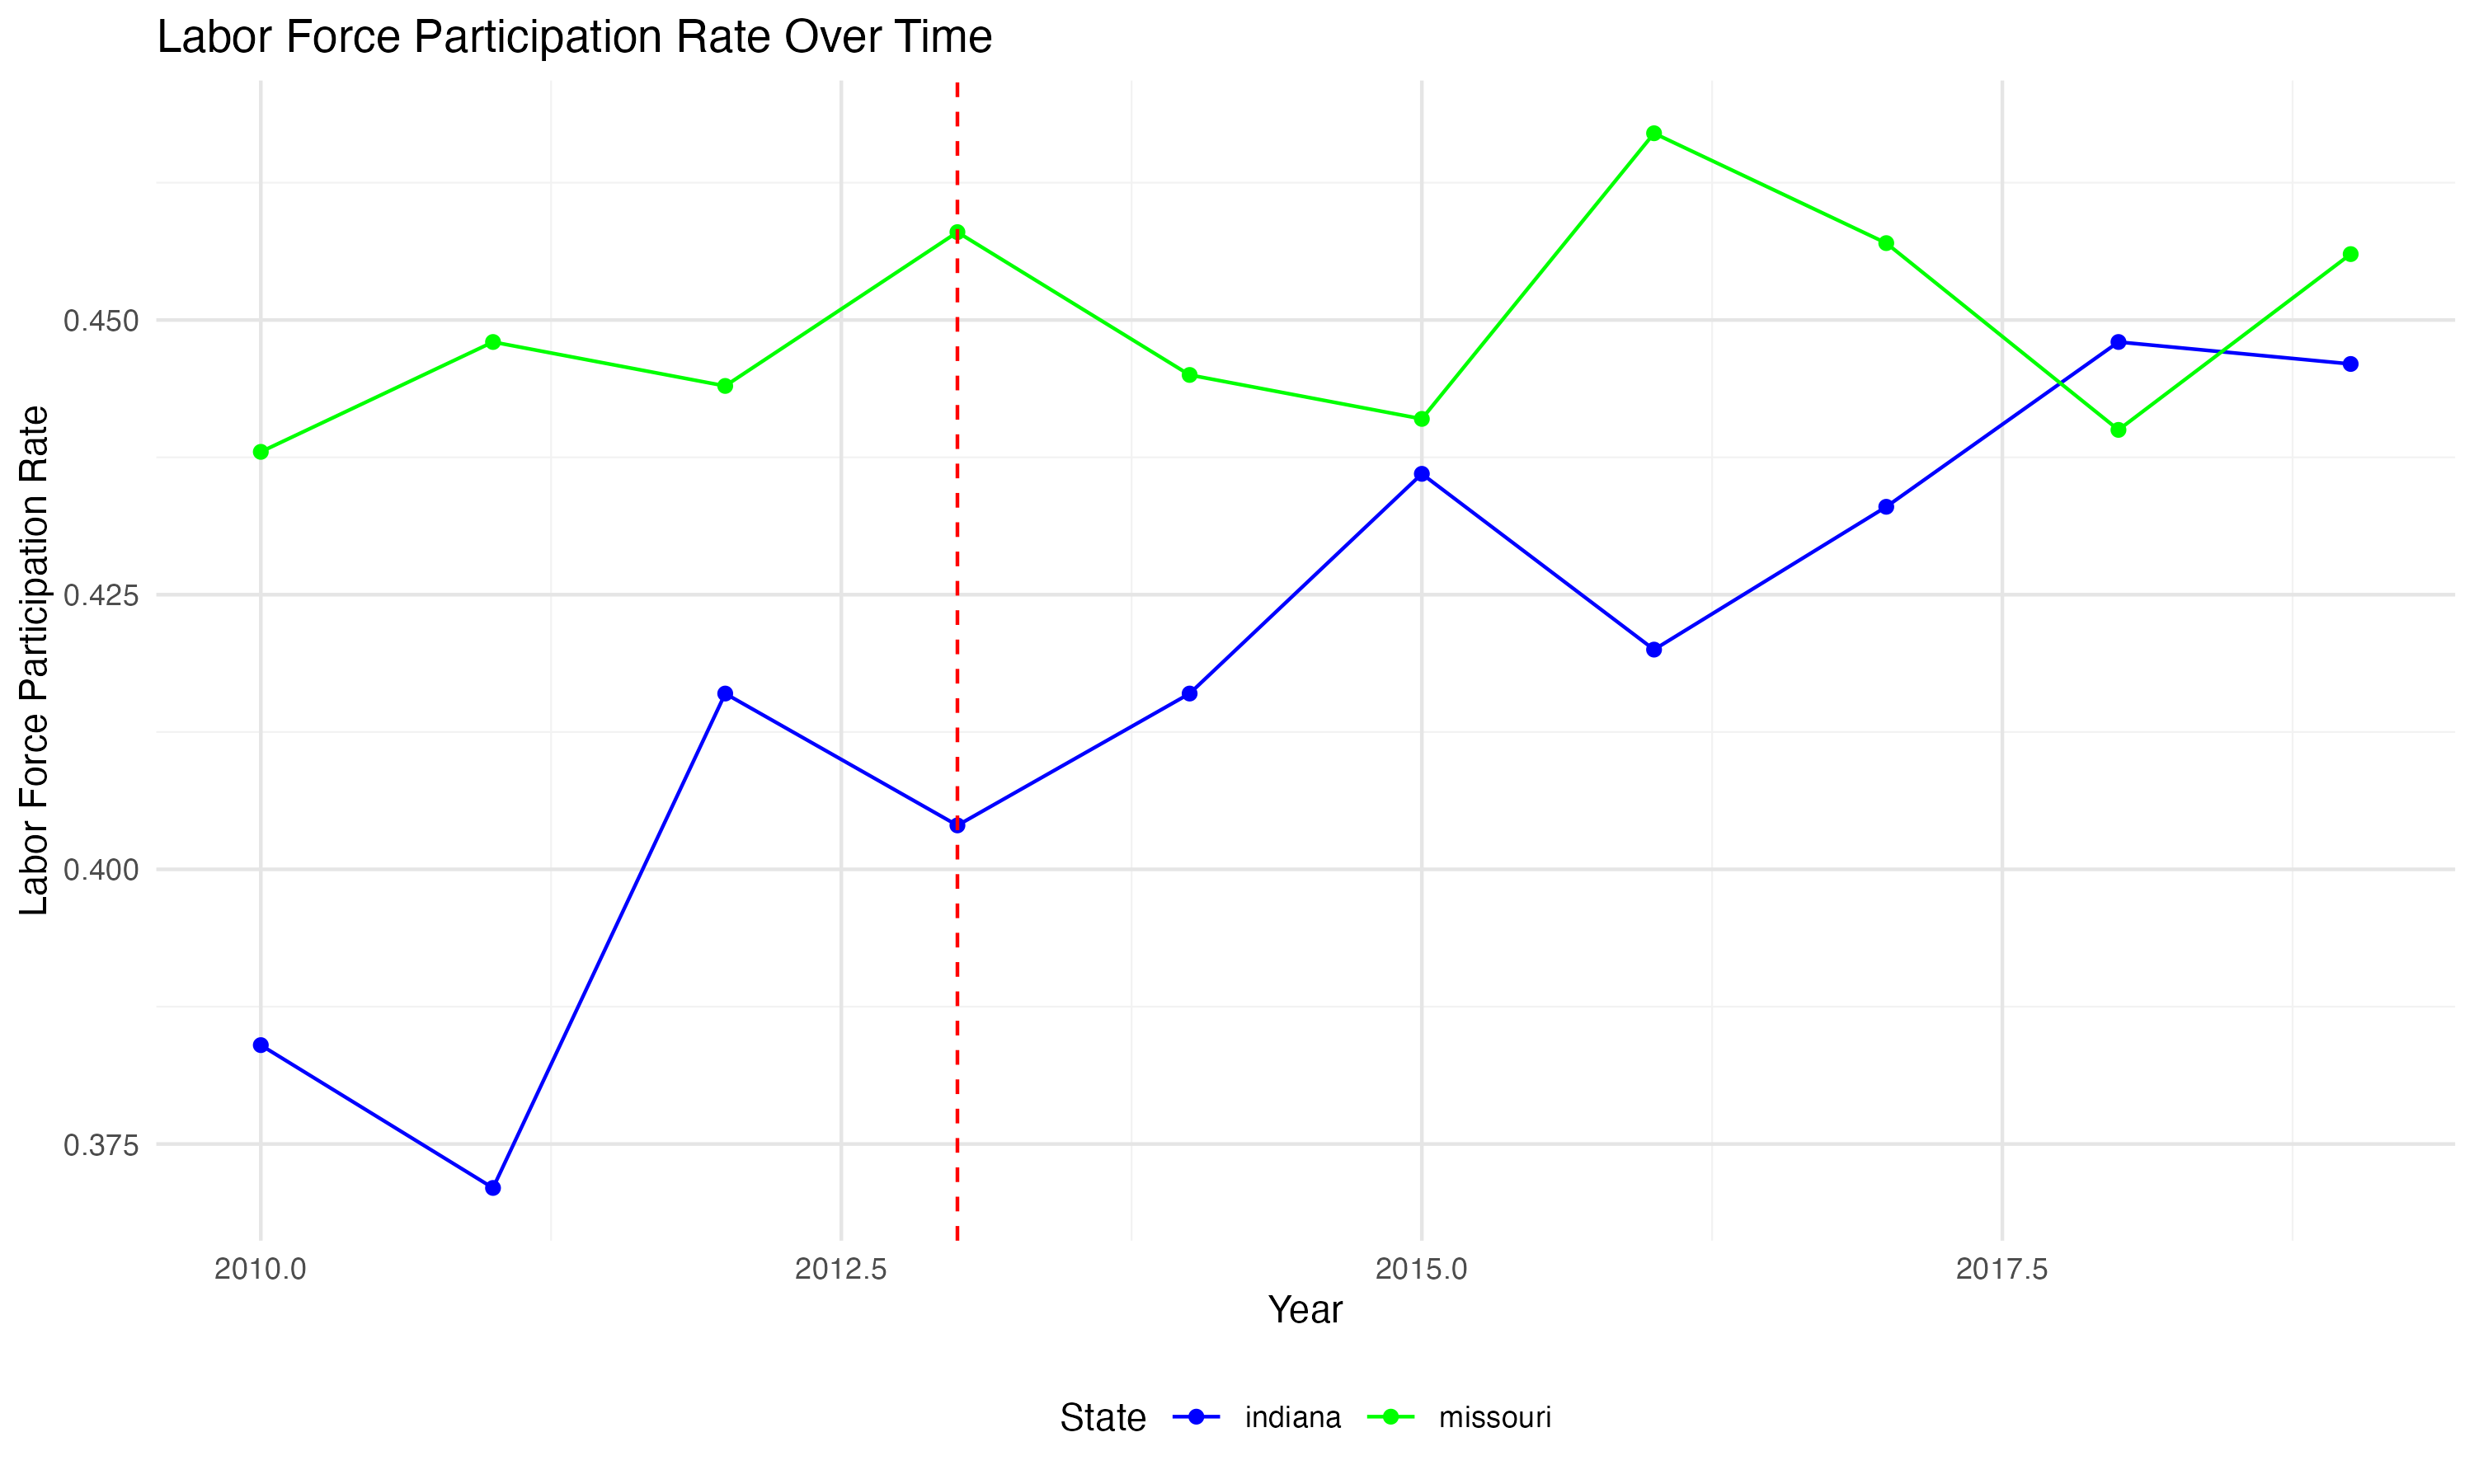 Labor Force Participation Rate Over Time
Labor Force Participation Rate
0.450
0.425
0.400
0.375
2010.0 2012.5 2015.0 2017.5
Year
State indiana missouri